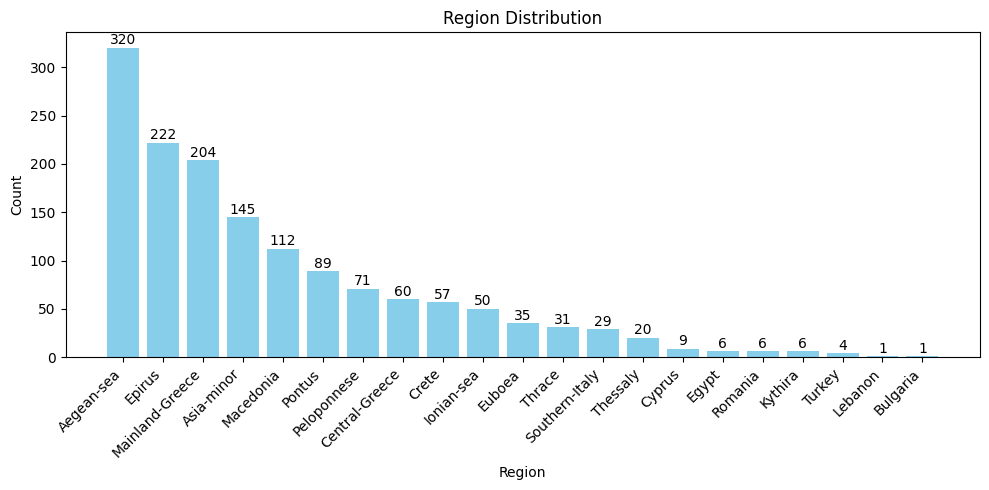 Region Distribution
320
222
204
145
112
89
71
60
57
50
35
31
29
20
9
6
6
6
4
1
1
300
250
200
150
100
50
0
Count
Aegean-sea
Epirus
Mainland-Greece
Asia-minor
Macedonia
Pontus
Peloponnese
Central-Greece
Crete
Ionian-sea
Euboea
Thrace
Southern-Italy
Thessaly
Cyprus
Egypt
Romania
Kythira
Turkey
Lebanon
Bulgaria
Region